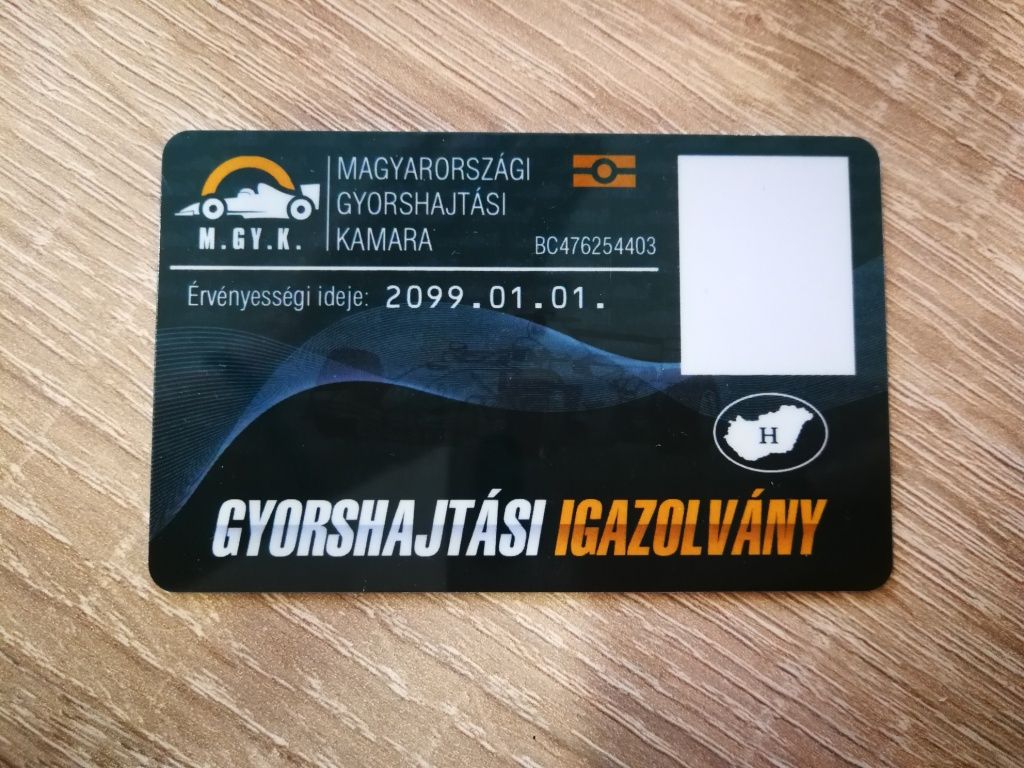 M.GY.K.
MAGYARORSZÁGI
GYORSHAJTÁSI
KAMARA
BC476254403
Érvényességi ideje: 2099.01.01.
H
GYORSHAJTÁSI IGAZOLVÁNY